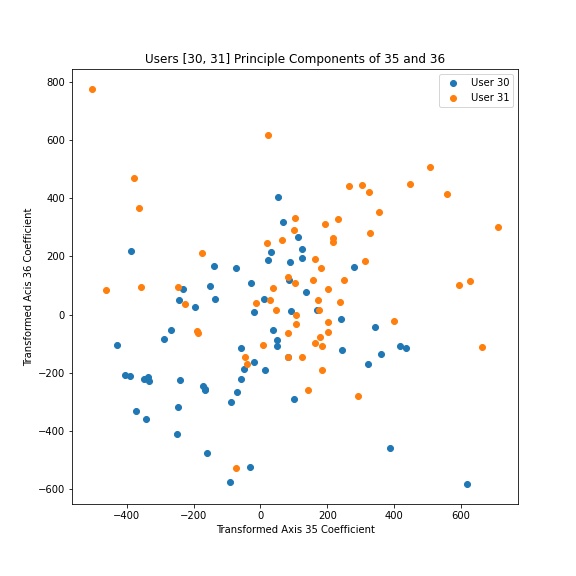 Users [30, 31] Principle Components of 35 and 36
User 30
User 31
Transformed Acis 36 Coefficient
800
600
400
200
0
−200
−400
−600
−400
−200
0
200
400
600
Transformed Axis 35 Coefficient